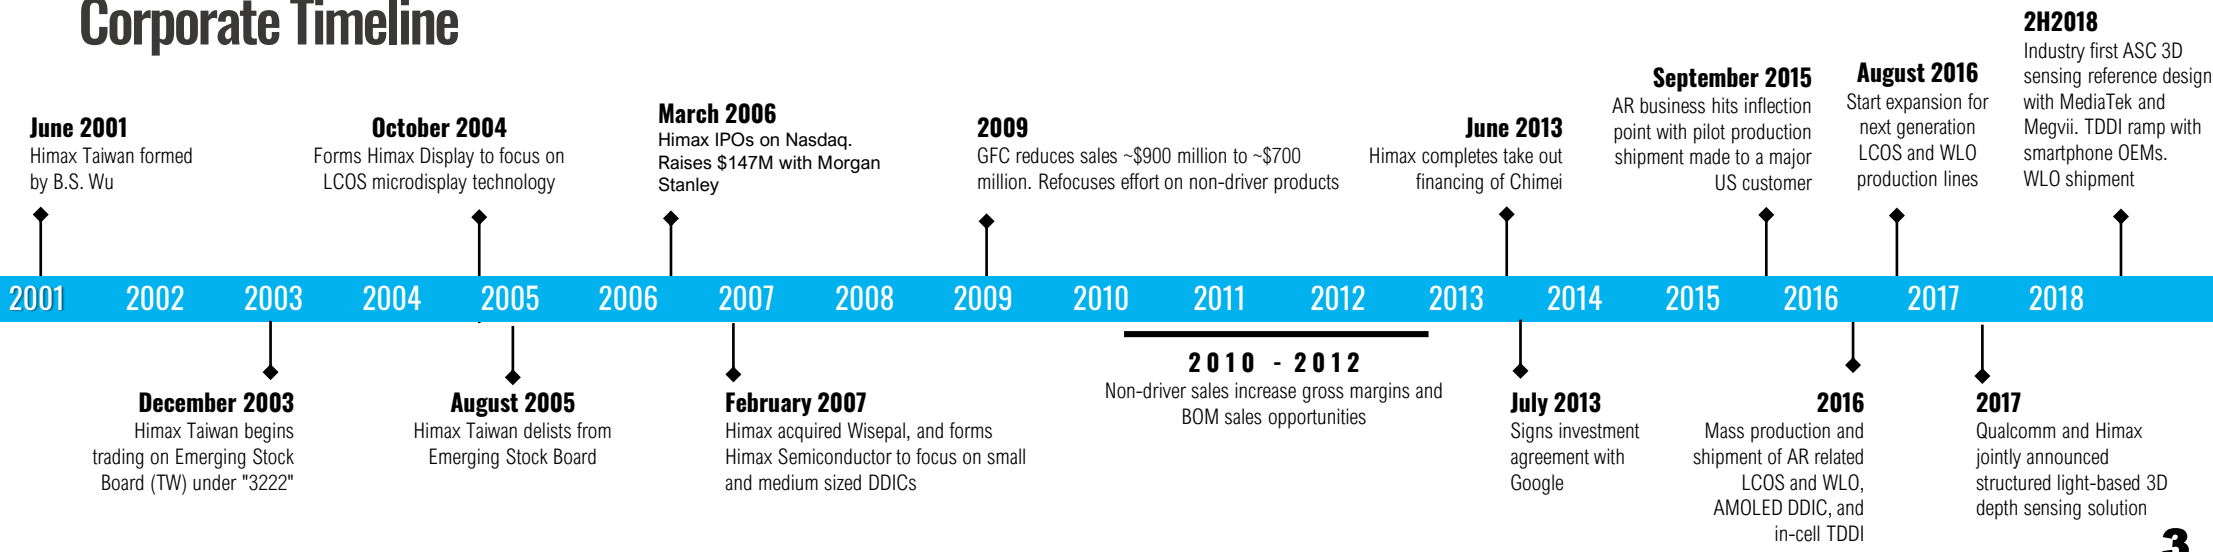 Corporate Timeline
June 2001
Himax Taiwan formed
by B.S. Wu
October 2004
Forms Himax Display to focus on
LCOS microdisplay technology
March 2006
Himax IPOs on Nasdaq.
Raises $147M with Morgan
Stanley
2009
GFC reduces sales ~$900 million to ~$700
million. Refocuses effort on non-driver products
June 2013
Himax completes take out
financing of Chimei
September 2015
AR business hits inflection
point with pilot production
shipment made to a major
US customer
August 2016
Start expansion for
next generation
LCOS and WLO
production lines
2H2018
Industry first ASC 3D
sensing reference design
with MediaTek and
Megvii. TDDI ramp with
smartphone OEMs.
WLO shipment
2001 2002 2003 2004 2005 2006 2007 2008 2009 2010 2011 2012 2013 2014 2015 2016 2017 2018
December 2003
Himax Taiwan begins
trading on Emerging Stock
Board (TW) under "3222"
August 2005
Himax Taiwan delists from
Emerging Stock Board
February 2007
Himax acquired Wisepal, and forms
Himax Semiconductor to focus on small
and medium sized DDICs
2010 - 2012
Non-driver sales increase gross margins and
BOM sales opportunities
July 2013
Signs investment
agreement with
Google
2016
Mass production and
shipment of AR related
LCOS and WLO,
AMOLED DDIC, and
in-cell TDDI
2017
Qualcomm and Himax
jointly announced
structured light-based 3D
depth sensing solution
3